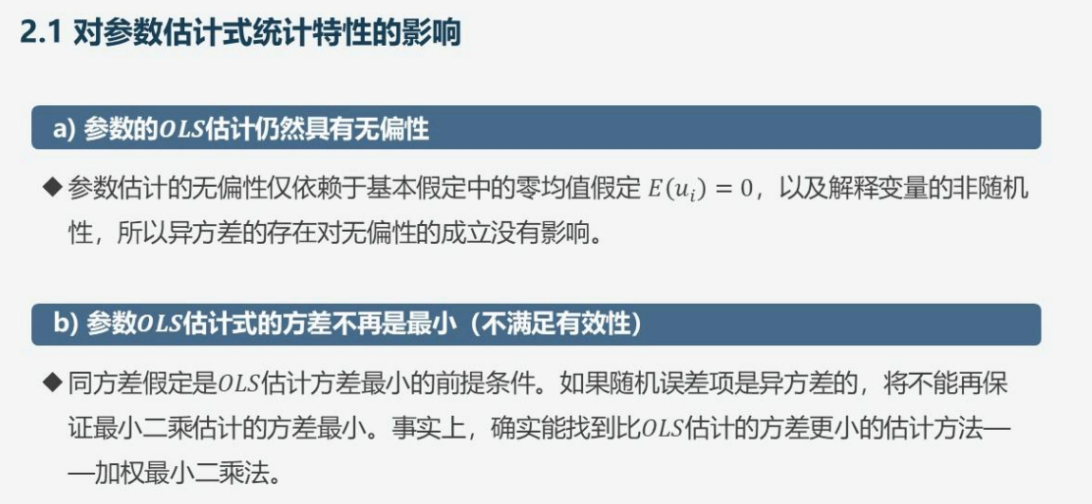 2.1 对参数估计式统计特性的影响
a) 参数的OLS估计仍然具有无偏性
◆参数估计的无偏性仅依赖于基本假定中的零均值假定 E(uᵢ) = 0，以及解释变量的非随机
性，所以异方差的存在对无偏性的成立没有影响。
b) 参数OLS估计式的方差不再是最小（不满足有效性）
◆同方差假定是OLS估计方差最小的前提条件。如果随机误差项是异方差的，将不能再保
证最小二乘估计的方差最小。事实上，确实能找到比OLS估计的方差更小的估计方法—
—加权最小二乘法。